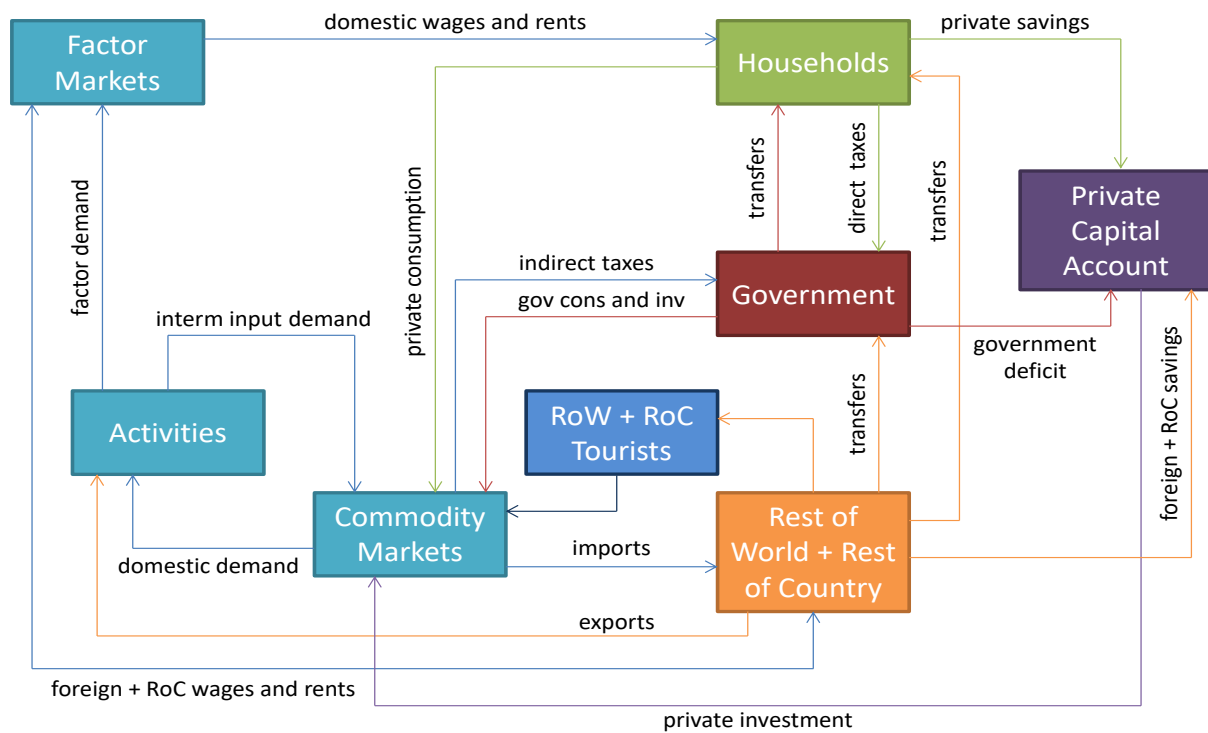 domestic wages and rents
private savings
Factor
Markets
Households
transfers
direct taxes
transfers
Private
Capital
Account
factor demand
private consumption
indirect taxes
gov cons and inv
Government
interm input demand
government
deficit
foreign + RoC savings
transfers
Activities
RoW + RoC
Tourists
Commodity
Markets
Rest of
World + Rest
of Country
imports
domestic demand
exports
foreign + RoC wages and rents
private investment